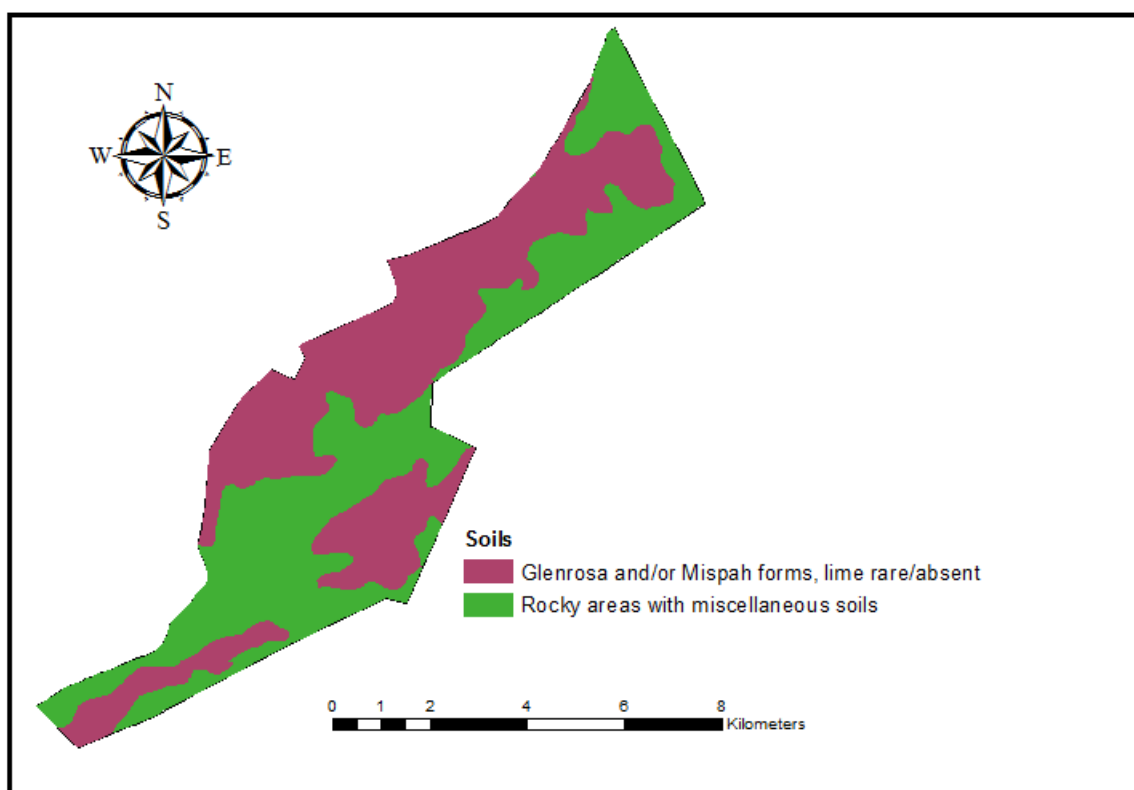 N
W E
S
Soils
Glenrosa and/or Mispah forms, lime rare/absent
Rocky areas with miscellaneous soils
0 1 2 4 6 8
Kilometers